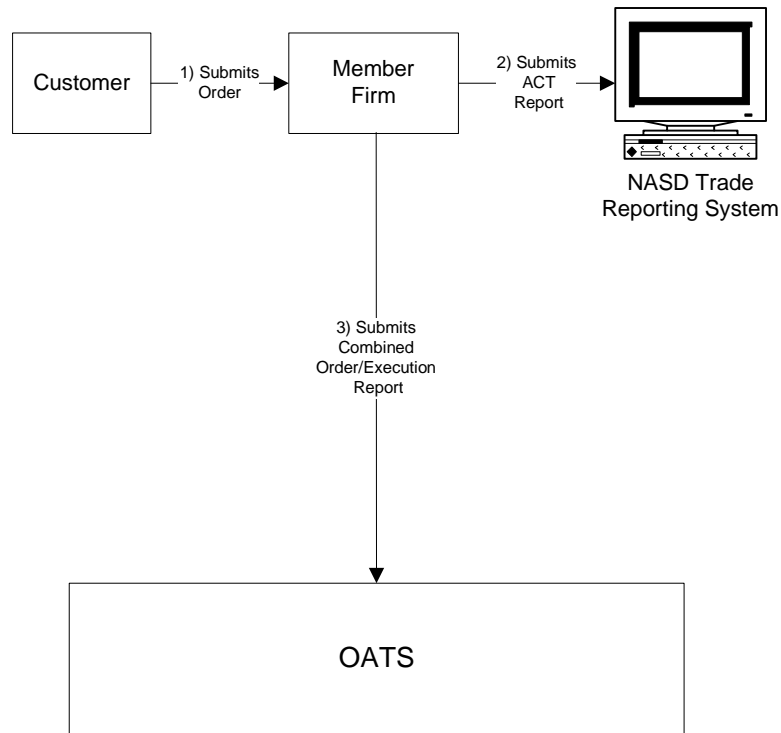 Customer
1) Submits
Order
Member
Firm
2) Submits
ACT
Report
NASD Trade
Reporting System
3) Submits
Combined
Order/Execution
Report
OATS